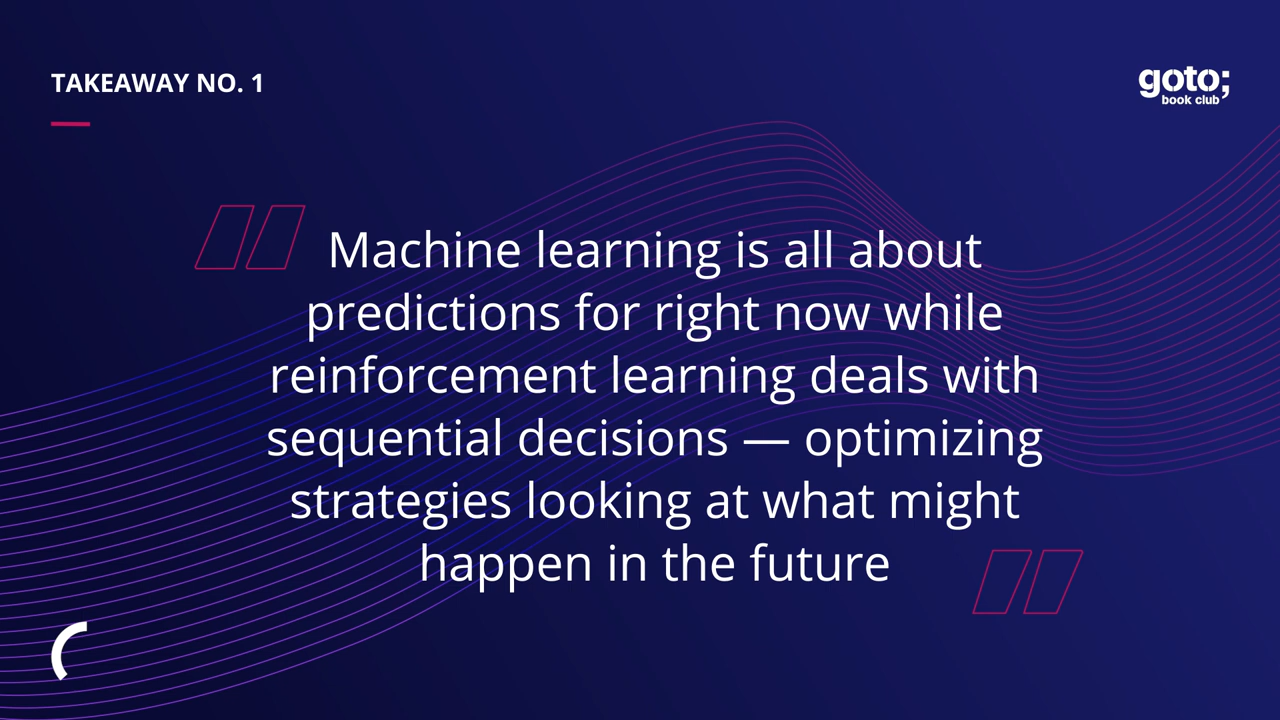 TAKEAWAY NO. 1
goto;
book club
Machine learning is all about
predictions for right now while
reinforcement learning deals with
sequential decisions — optimizing
strategies looking at what might
happen in the future